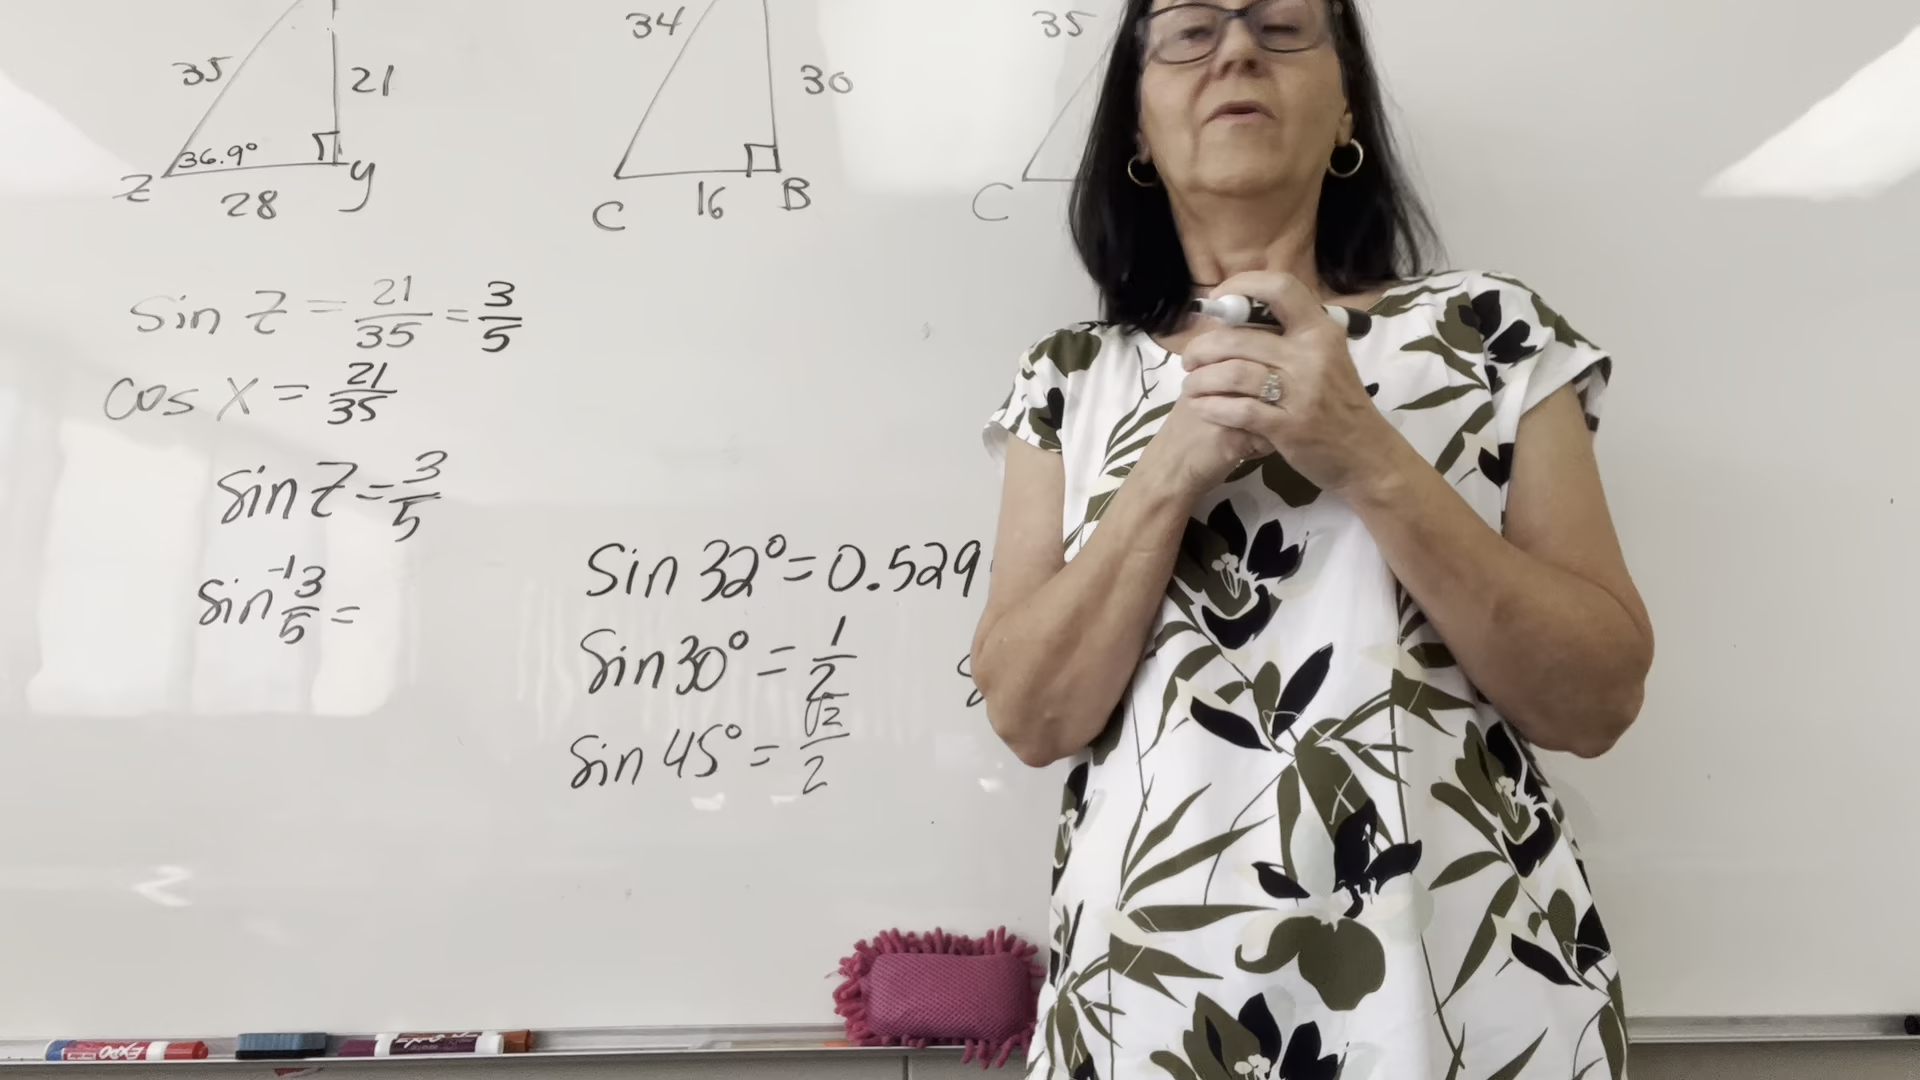 35
21
36.9°
Z
28
y
34
30
C
16
B
35
C
Sin Z = 21/35 = 3/5
cos X = 21/35
Sin Z = 3/5
Sin⁻¹ 3/5 =
Sin 32° = 0.529
Sin 30° = 1/2
Sin 45° = √2/2
EXPO
EXPO